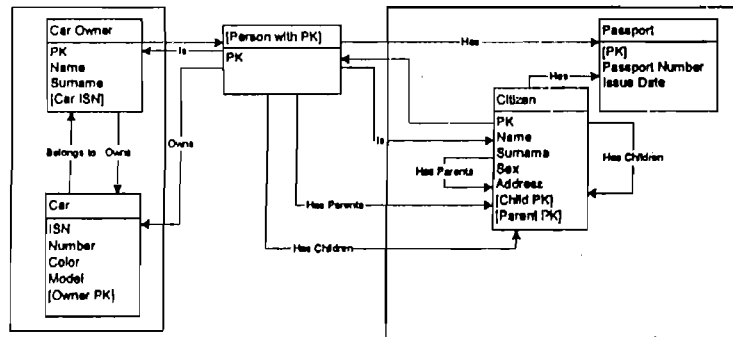 Car Owner
PK
Name
Surname
[Car ISN]
Is
[Person with PK]
PK
Has
Passport
[PK]
Passport Number
Issue Date
Has
Citizen
PK
Name
Surname
Sex
Address
[Child PK]
[Parent PK]
Is
Has Parents
Has Children
Belongs to
Owns
Owns
Car
ISN
Number
Color
Model
[Owner PK]
Has Parents
Has Children